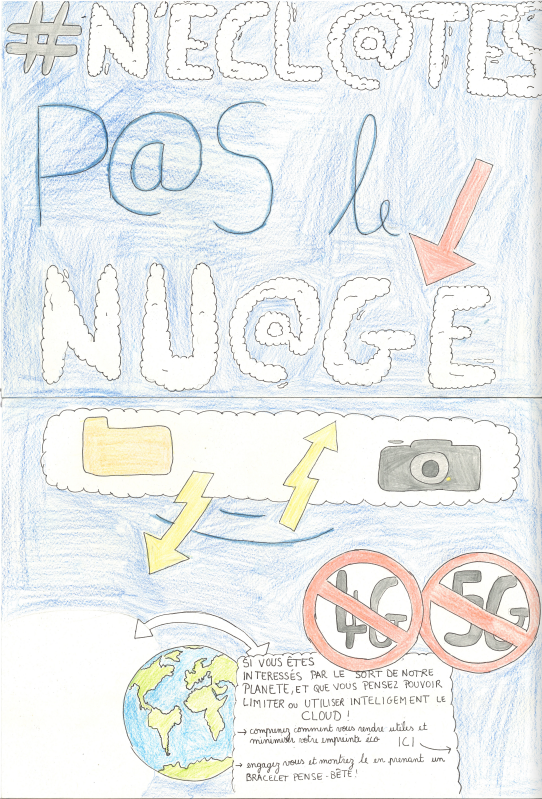 #N'ECL@TES
P@S le
NU@GE
4G 5G
SI VOUS ÊTES
INTERESSÉS PAR LE SORT DE NOTRE
PLANETE, ET QUE VOUS PENSEZ POUVOIR
LIMITER OU UTILISER INTELIGEMENT LE
CLOUD !
→ comprenez comment vous rendre utiles et
minimiser votre empreinte éco ICI
→ engagez vous et montrez le en prenant un
BRACELET PENSE-BÊTE!